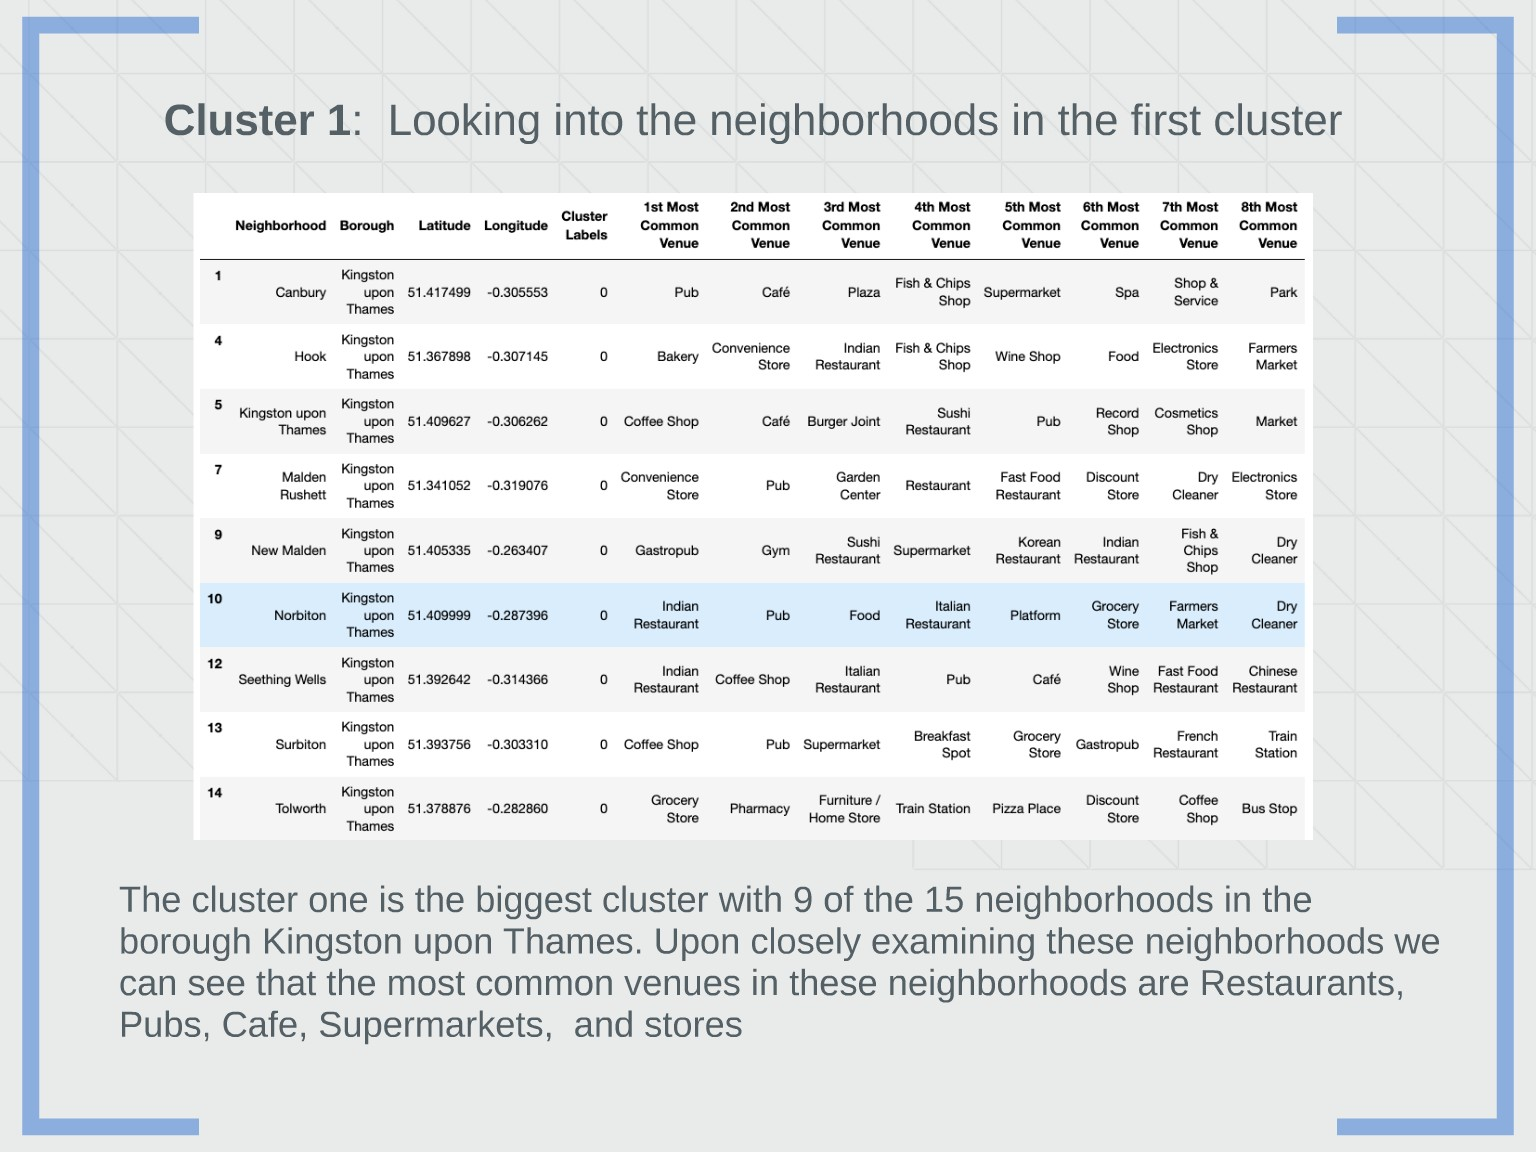 Cluster 1:  Looking into the neighborhoods in the first cluster
Neighborhood Borough Latitude Longitude Cluster Labels 1st Most Common Venue 2nd Most Common Venue 3rd Most Common Venue 4th Most Common Venue 5th Most Common Venue 6th Most Common Venue 7th Most Common Venue 8th Most Common Venue
1 Canbury Kingston upon Thames 51.417499 -0.305553 0 Pub Café Plaza Fish & Chips Shop Supermarket Spa Shop & Service Park
4 Hook Kingston upon Thames 51.367898 -0.307145 0 Bakery Convenience Store Indian Restaurant Fish & Chips Shop Wine Shop Food Electronics Store Farmers Market
5 Kingston upon Thames Kingston upon Thames 51.409627 -0.306262 0 Coffee Shop Café Burger Joint Sushi Restaurant Pub Record Shop Cosmetics Shop Market
7 Malden Rushett Kingston upon Thames 51.341052 -0.319076 0 Convenience Store Pub Garden Center Restaurant Fast Food Restaurant Discount Store Dry Cleaner Electronics Store
9 New Malden Kingston upon Thames 51.405335 -0.263407 0 Gastropub Gym Sushi Restaurant Supermarket Korean Restaurant Indian Restaurant Fish & Chips Shop Dry Cleaner
10 Norbiton Kingston upon Thames 51.409999 -0.287396 0 Indian Restaurant Pub Food Italian Restaurant Platform Grocery Store Farmers Market Dry Cleaner
12 Seething Wells Kingston upon Thames 51.392642 -0.314366 0 Indian Restaurant Coffee Shop Italian Restaurant Pub Café Wine Shop Fast Food Restaurant Chinese Restaurant
13 Surbiton Kingston upon Thames 51.393756 -0.303310 0 Coffee Shop Pub Supermarket Breakfast Spot Grocery Store Gastropub French Restaurant Train Station
14 Tolworth Kingston upon Thames 51.378876 -0.282860 0 Grocery Store Pharmacy Furniture / Home Store Train Station Pizza Place Discount Store Coffee Shop Bus Stop
The cluster one is the biggest cluster with 9 of the 15 neighborhoods in the
borough Kingston upon Thames. Upon closely examining these neighborhoods we
can see that the most common venues in these neighborhoods are Restaurants,
Pubs, Cafe, Supermarkets,  and stores